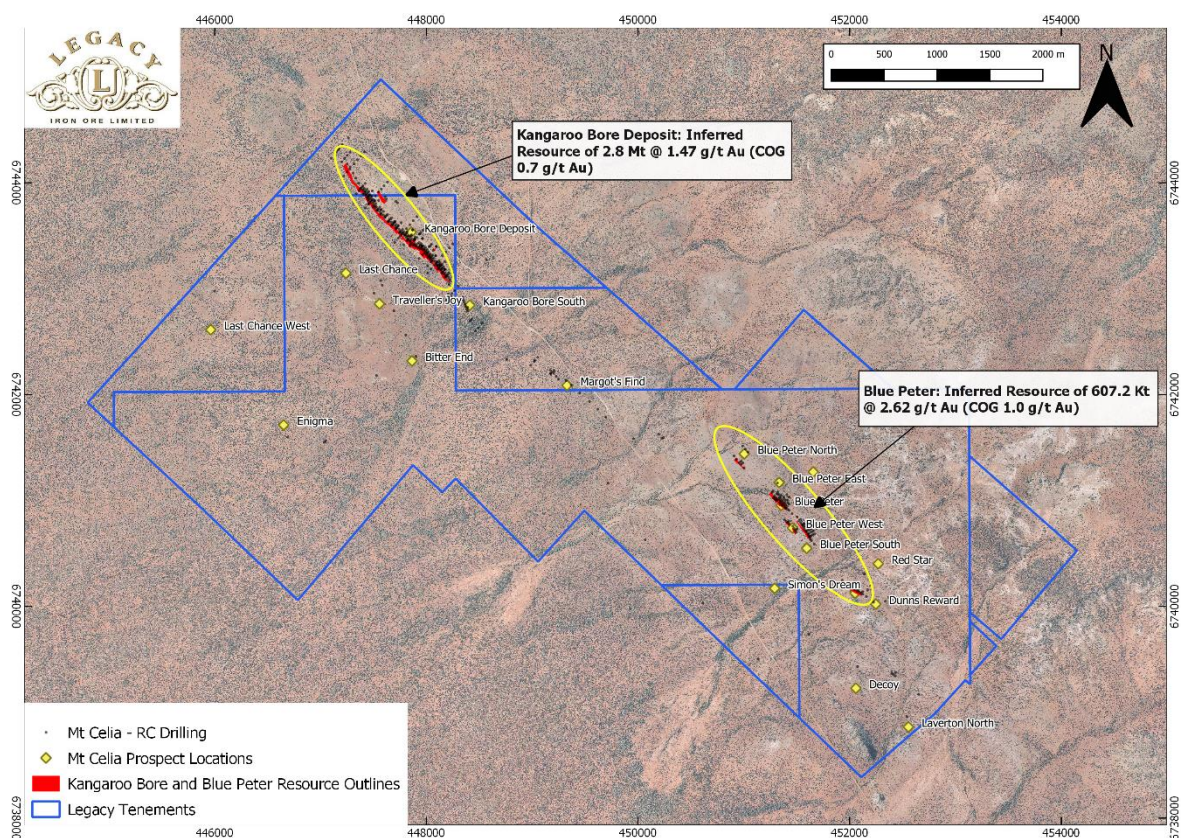 446000
448000
450000
452000
454000
LEGACY
L
IRON ORE LIMITED
0 500 1000 1500 2000 m
N
Kangaroo Bore Deposit: Inferred
Resource of 2.8 Mt @ 1.47 g/t Au (COG
0.7 g/t Au)
6744000
6744000
Kangaroo Bore Deposit
Last Chance
Traveller's Joy
Kangaroo Bore South
Last Chance West
Bitter End
Margot's Find
6742000
6742000
Blue Peter: Inferred Resource of 607.2 Kt
@ 2.62 g/t Au (COG 1.0 g/t Au)
Enigma
Blue Peter North
Blue Peter East
Blue Peter
Blue Peter West
Blue Peter South
Red Star
Simon's Dream
Dunns Reward
6740000
6740000
Decoy
Laverton North
Mt Celia - RC Drilling
Mt Celia Prospect Locations
Kangaroo Bore and Blue Peter Resource Outlines
Legacy Tenements
6738000
6738000
446000
448000
450000
452000
454000